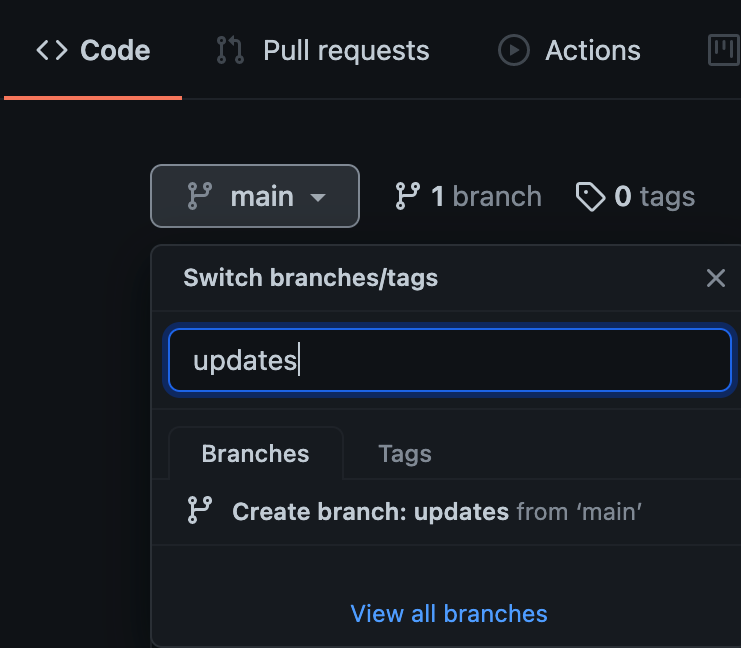 Code Pull requests Actions
main 1 branch 0 tags
Switch branches/tags
updates
Branches Tags
Create branch: updates from ‘main’
View all branches